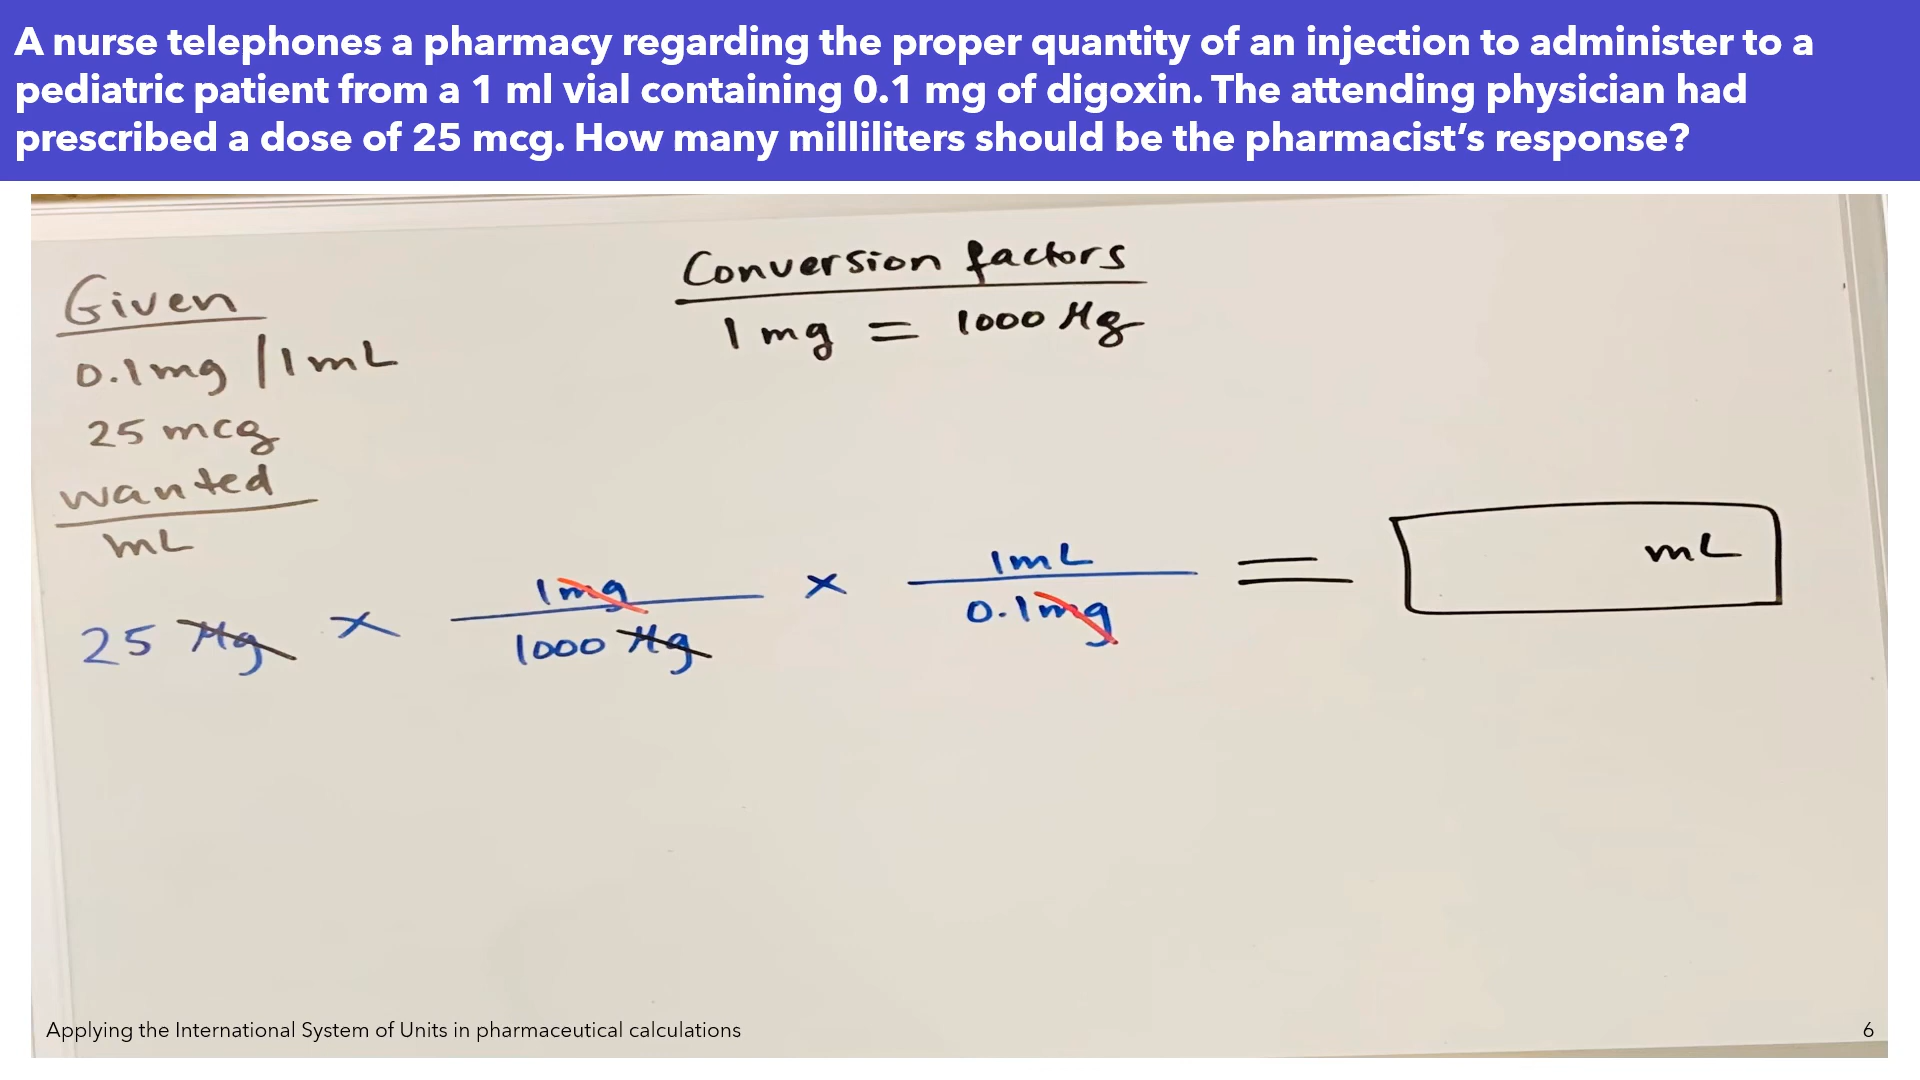 A nurse telephones a pharmacy regarding the proper quantity of an injection to administer to a
pediatric patient from a 1 ml vial containing 0.1 mg of digoxin. The attending physician had
prescribed a dose of 25 mcg. How many milliliters should be the pharmacist’s response?
Conversion factors
1 mg = 1000 μg
Given
0.1mg / 1mL
25 mcg
wanted
mL
25 μg × 1mg / 1000 μg × 1mL / 0.1mg = mL
Applying the International System of Units in pharmaceutical calculations
6